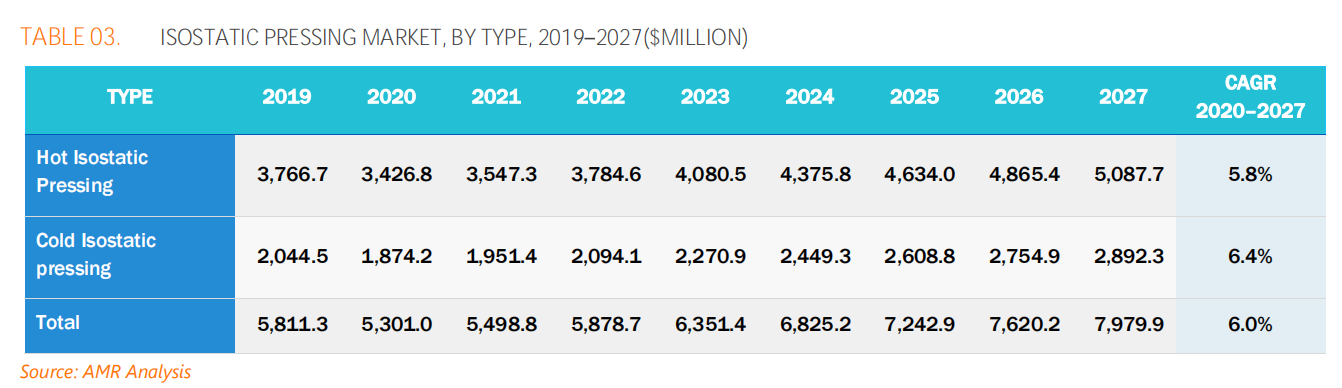 TABLE 03. ISOSTATIC PRESSING MARKET, BY TYPE, 2019–2027($MILLION)
TYPE 2019 2020 2021 2022 2023 2024 2025 2026 2027 CAGR 2020–2027
Hot Isostatic Pressing 3,766.7 3,426.8 3,547.3 3,784.6 4,080.5 4,375.8 4,634.0 4,865.4 5,087.7 5.8%
Cold Isostatic pressing 2,044.5 1,874.2 1,951.4 2,094.1 2,270.9 2,449.3 2,608.8 2,754.9 2,892.3 6.4%
Total 5,811.3 5,301.0 5,498.8 5,878.7 6,351.4 6,825.2 7,242.9 7,620.2 7,979.9 6.0%
Source: AMR Analysis